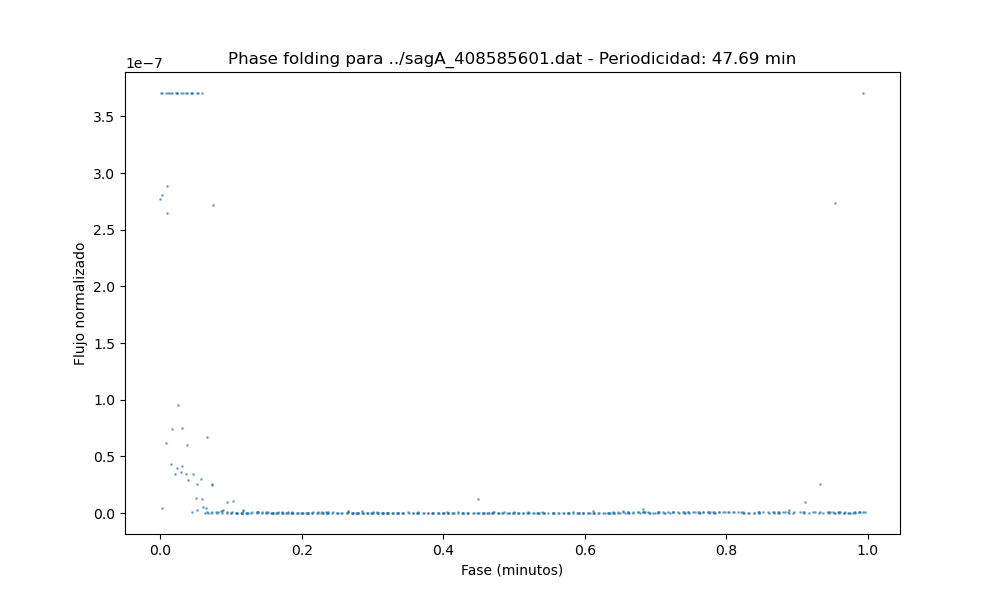 Phase folding para ../sagA_408585601.dat - Periodicidad: 47.69 min
1e−7
3.5
3.0
2.5
2.0
1.5
1.0
0.5
0.0
Flujo normalizado
0.0 0.2 0.4 0.6 0.8 1.0
Fase (minutos)